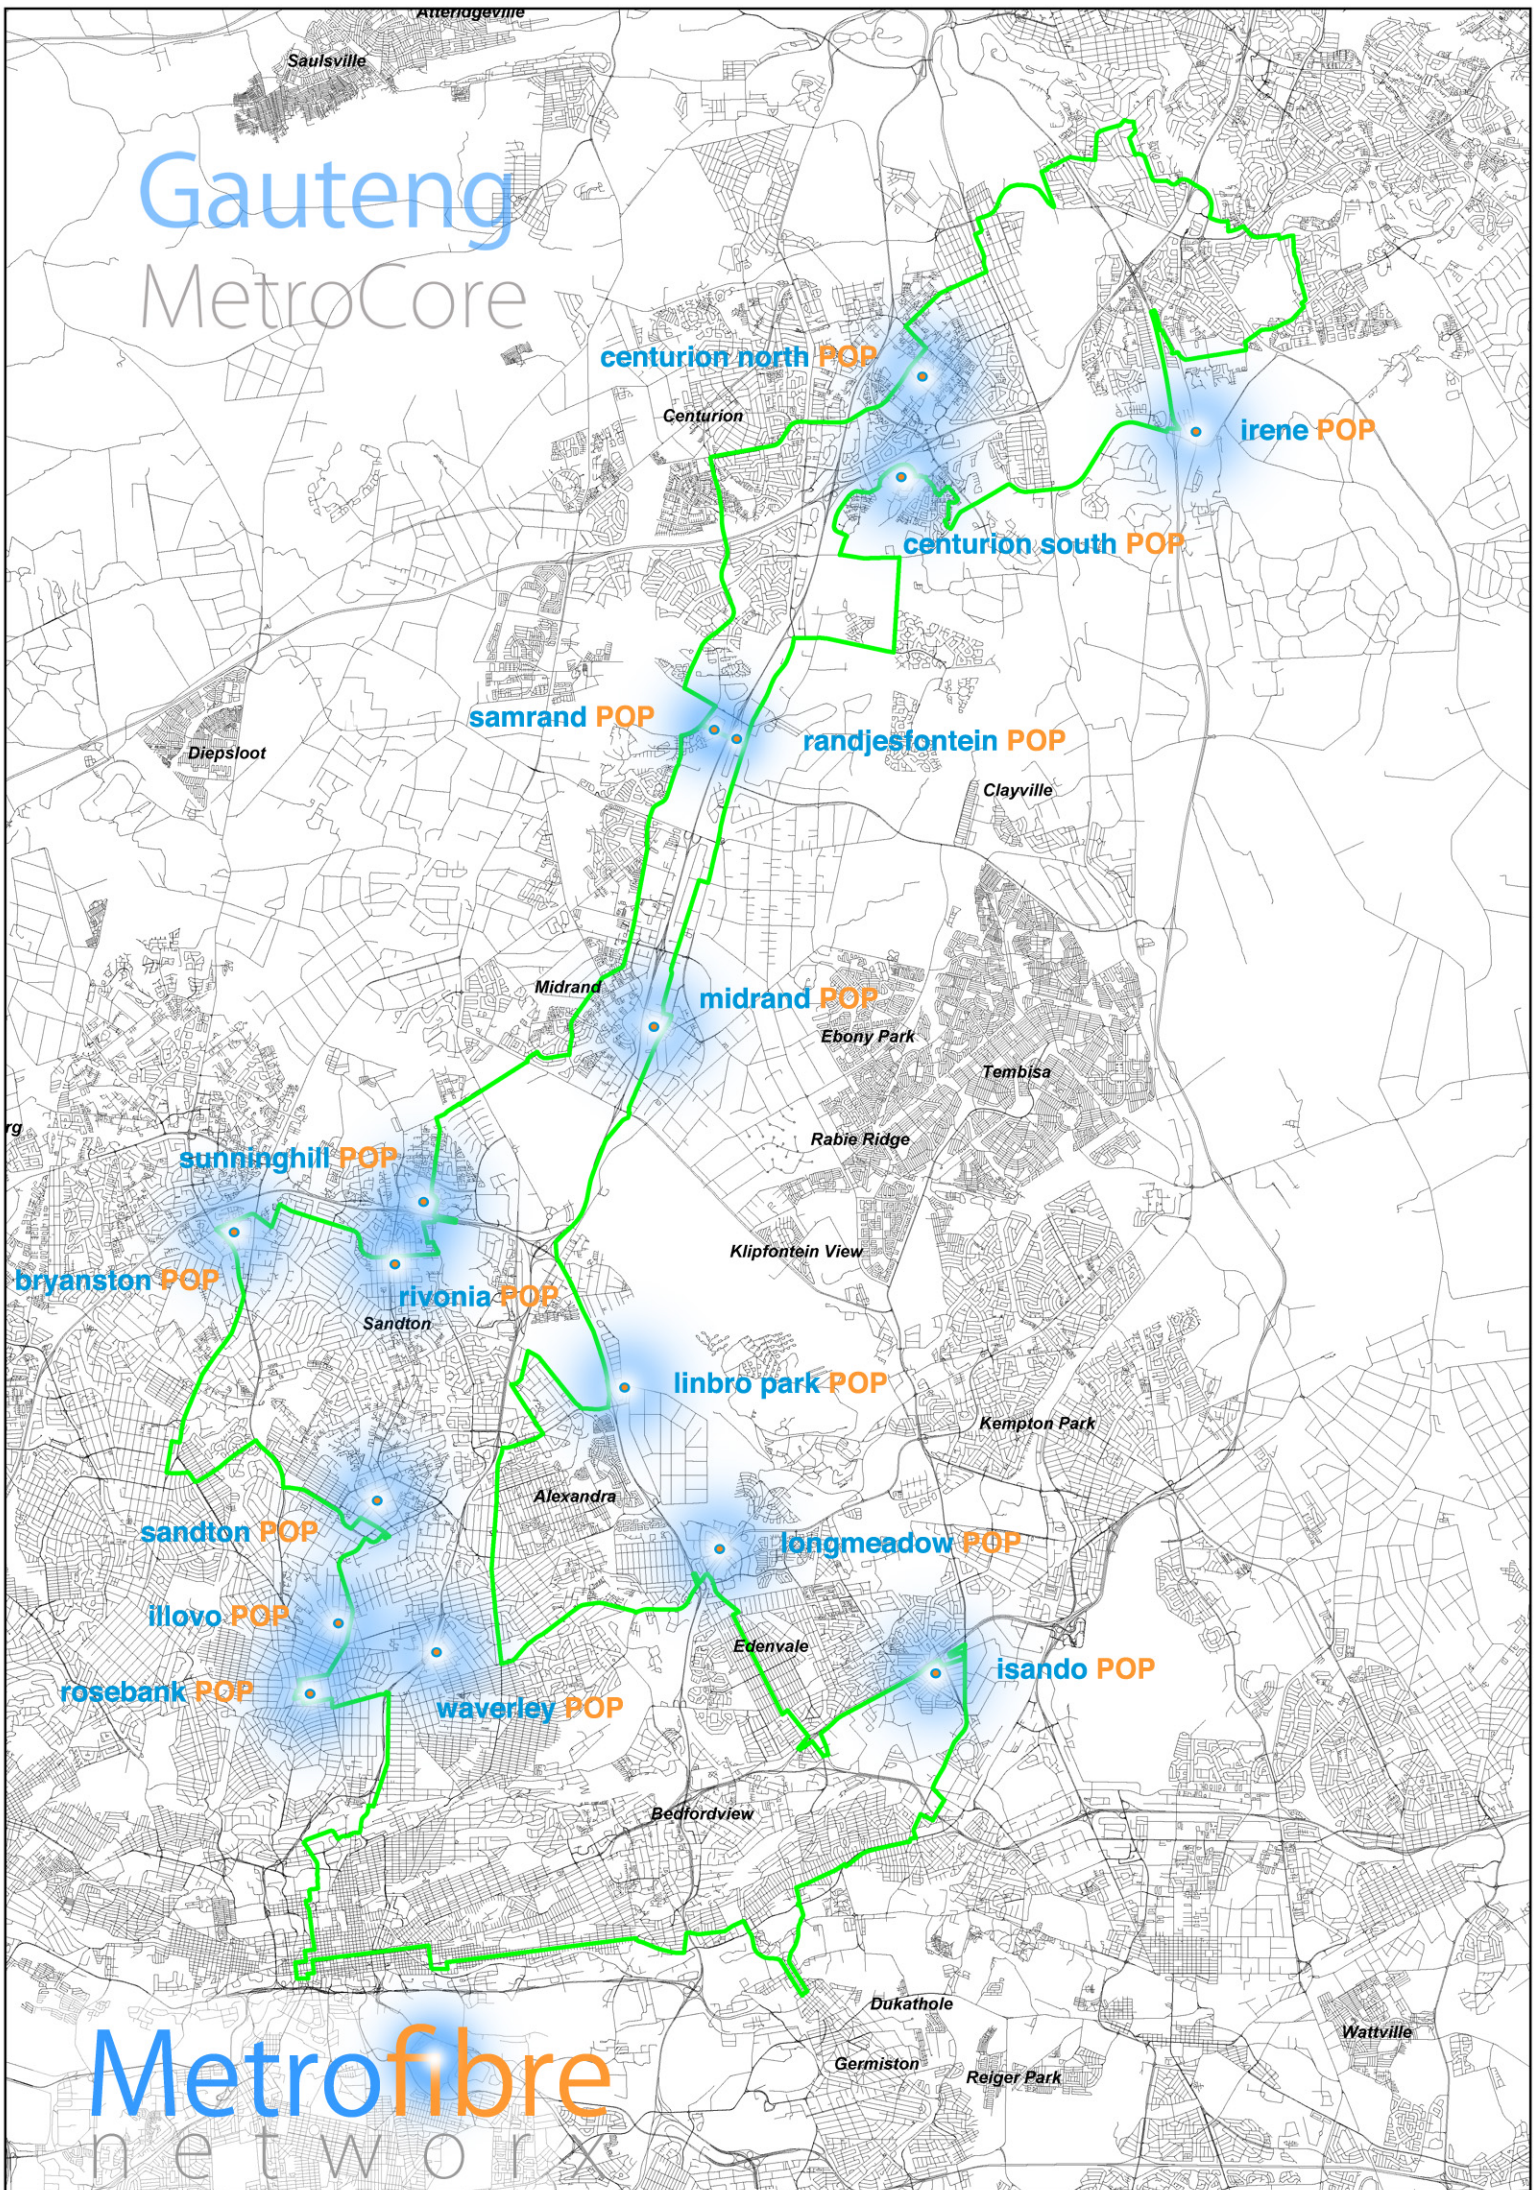 Atteridgeville
Saulsville
Gauteng
MetroCore
centurion north POP
Centurion
irene POP
centurion south POP
samrand POP
randjesfontein POP
Diepsloot
Clayville
Midrand
midrand POP
Ebony Park
Tembisa
rg
Rabie Ridge
sunninghill POP
Klipfontein View
bryanston POP
rivonia POP
Sandton
linbro park POP
Kempton Park
Alexandra
sandton POP
longmeadow POP
illovo POP
Edenvale
isando POP
rosebank POP
waverley POP
Bedfordview
Dukathole
Wattville
Germiston
Reiger Park
Metrofibre
networx